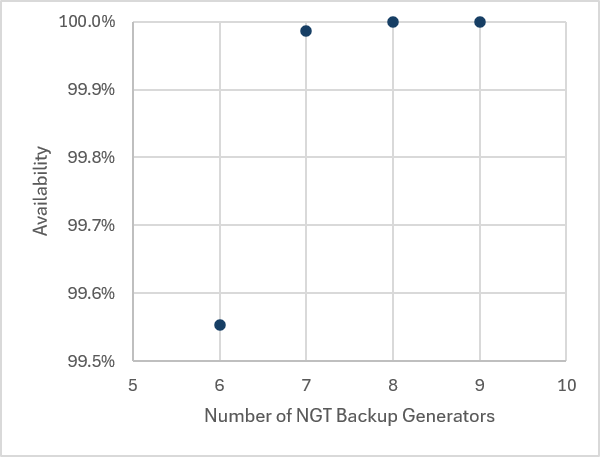 100.0%
99.9%
99.8%
99.7%
99.6%
99.5%
Availability
5 6 7 8 9 10
Number of NGT Backup Generators